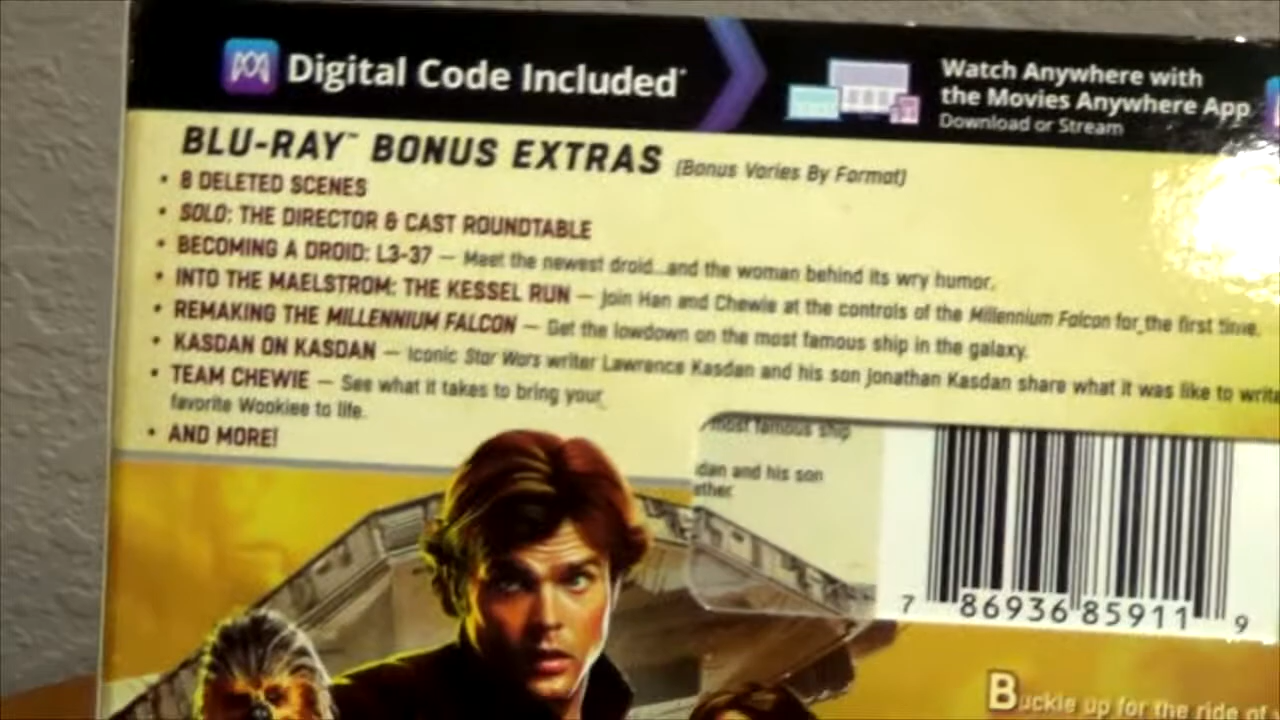 Digital Code Included*
Watch Anywhere with
the Movies Anywhere App
Download or Stream
BLU-RAY™ BONUS EXTRAS (Bonus Varies By Format)
• 8 DELETED SCENES
• SOLO: THE DIRECTOR & CAST ROUNDTABLE
• BECOMING A DROID: L3-37 — Meet the newest droid...and the woman behind its wry humor.
• INTO THE MAELSTROM: THE KESSEL RUN — Join Han and Chewie at the controls of the Millennium Falcon for the first time.
• REMAKING THE MILLENNIUM FALCON — Get the lowdown on the most famous ship in the galaxy.
• KASDAN ON KASDAN — Iconic Star Wars writer Lawrence Kasdan and his son Jonathan Kasdan share what it was like to write
• TEAM CHEWIE — See what it takes to bring your
favorite Wookiee to life.
• AND MORE!
most famous ship
dan and his son
ether.
7 86936 85911 9
Buckle up for the ride of